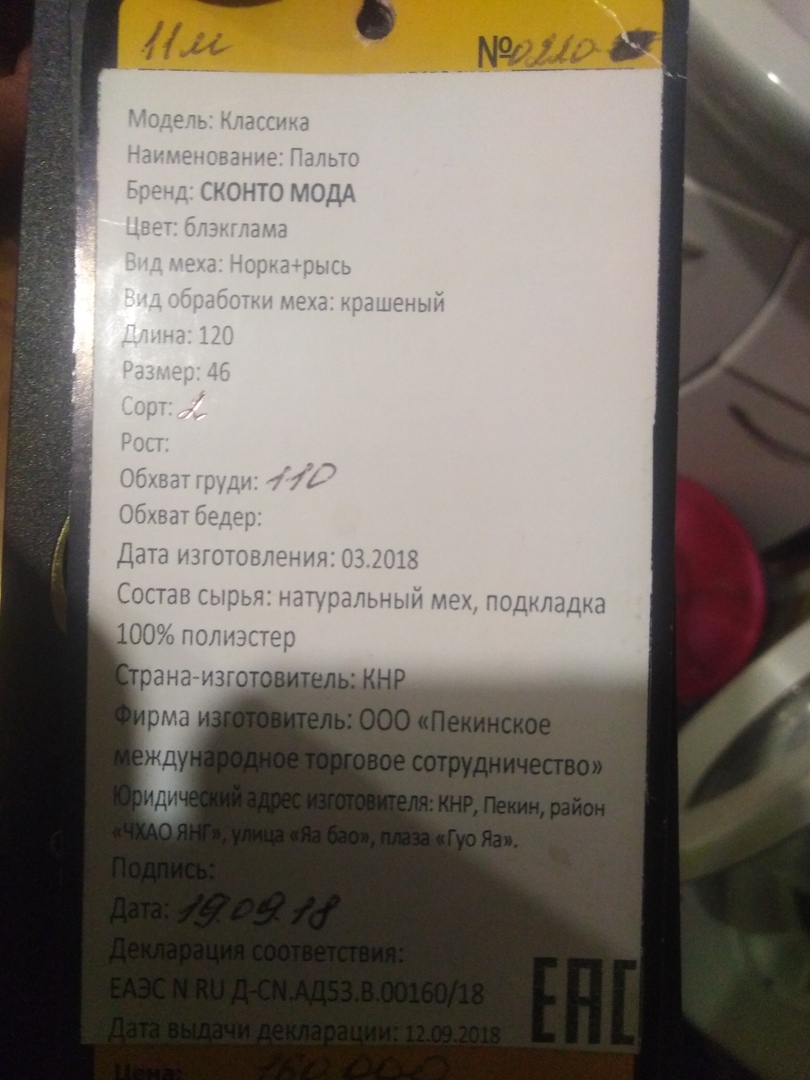 11м №0220
Модель: Классика
Наименование: Пальто
Бренд: СКОНТО МОДА
Цвет: блэкглама
Вид меха: Норка+рысь
Вид обработки меха: крашеный
Длина: 120
Размер: 46
Сорт:
Рост:
Обхват груди: 110
Обхват бедер:
Дата изготовления: 03.2018
Состав сырья: натуральный мех, подкладка
100% полиэстер
Страна-изготовитель: КНР
Фирма изготовитель: ООО «Пекинское
международное торговое сотрудничество»
Юридический адрес изготовителя: КНР, Пекин, район
«ЧХАО ЯНГ», улица «Яа бао», плаза «Гуо Яа».
Подпись:
Дата: 19.09.18
Декларация соответствия:
ЕАЭС N RU Д-CN.АД53.В.00160/18
Дата выдачи декларации: 12.09.2018
EAC
Цена: 160.000